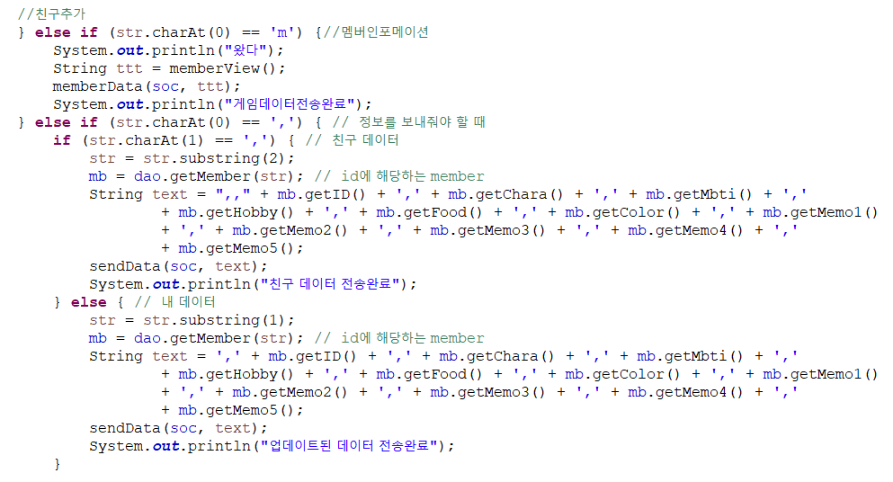 //친구추가
} else if (str.charAt(0) == 'm') {//멤버인포메이션
    System.out.println("왔다");
    String ttt = memberView();
    memberData(soc, ttt);
    System.out.println("게임데이터전송완료");
} else if (str.charAt(0) == ',') { // 정보를 보내줘야 할 때
    if (str.charAt(1) == ',') { // 친구 데이터
        str = str.substring(2);
        mb = dao.getMember(str); // id에 해당하는 member
        String text = ",," + mb.getID() + ',' + mb.getChara() + ',' + mb.getMbti() + ','
                + mb.getHobby() + ',' + mb.getFood() + ',' + mb.getColor() + ',' + mb.getMemo1()
                + ',' + mb.getMemo2() + ',' + mb.getMemo3() + ',' + mb.getMemo4() + ','
                + mb.getMemo5();
        sendData(soc, text);
        System.out.println("친구 데이터 전송완료");
    } else { // 내 데이터
        str = str.substring(1);
        mb = dao.getMember(str); // id에 해당하는 member
        String text = ',' + mb.getID() + ',' + mb.getChara() + ',' + mb.getMbti() + ','
                + mb.getHobby() + ',' + mb.getFood() + ',' + mb.getColor() + ',' + mb.getMemo1()
                + ',' + mb.getMemo2() + ',' + mb.getMemo3() + ',' + mb.getMemo4() + ','
                + mb.getMemo5();
        sendData(soc, text);
        System.out.println("업데이트된 데이터 전송완료");
    }